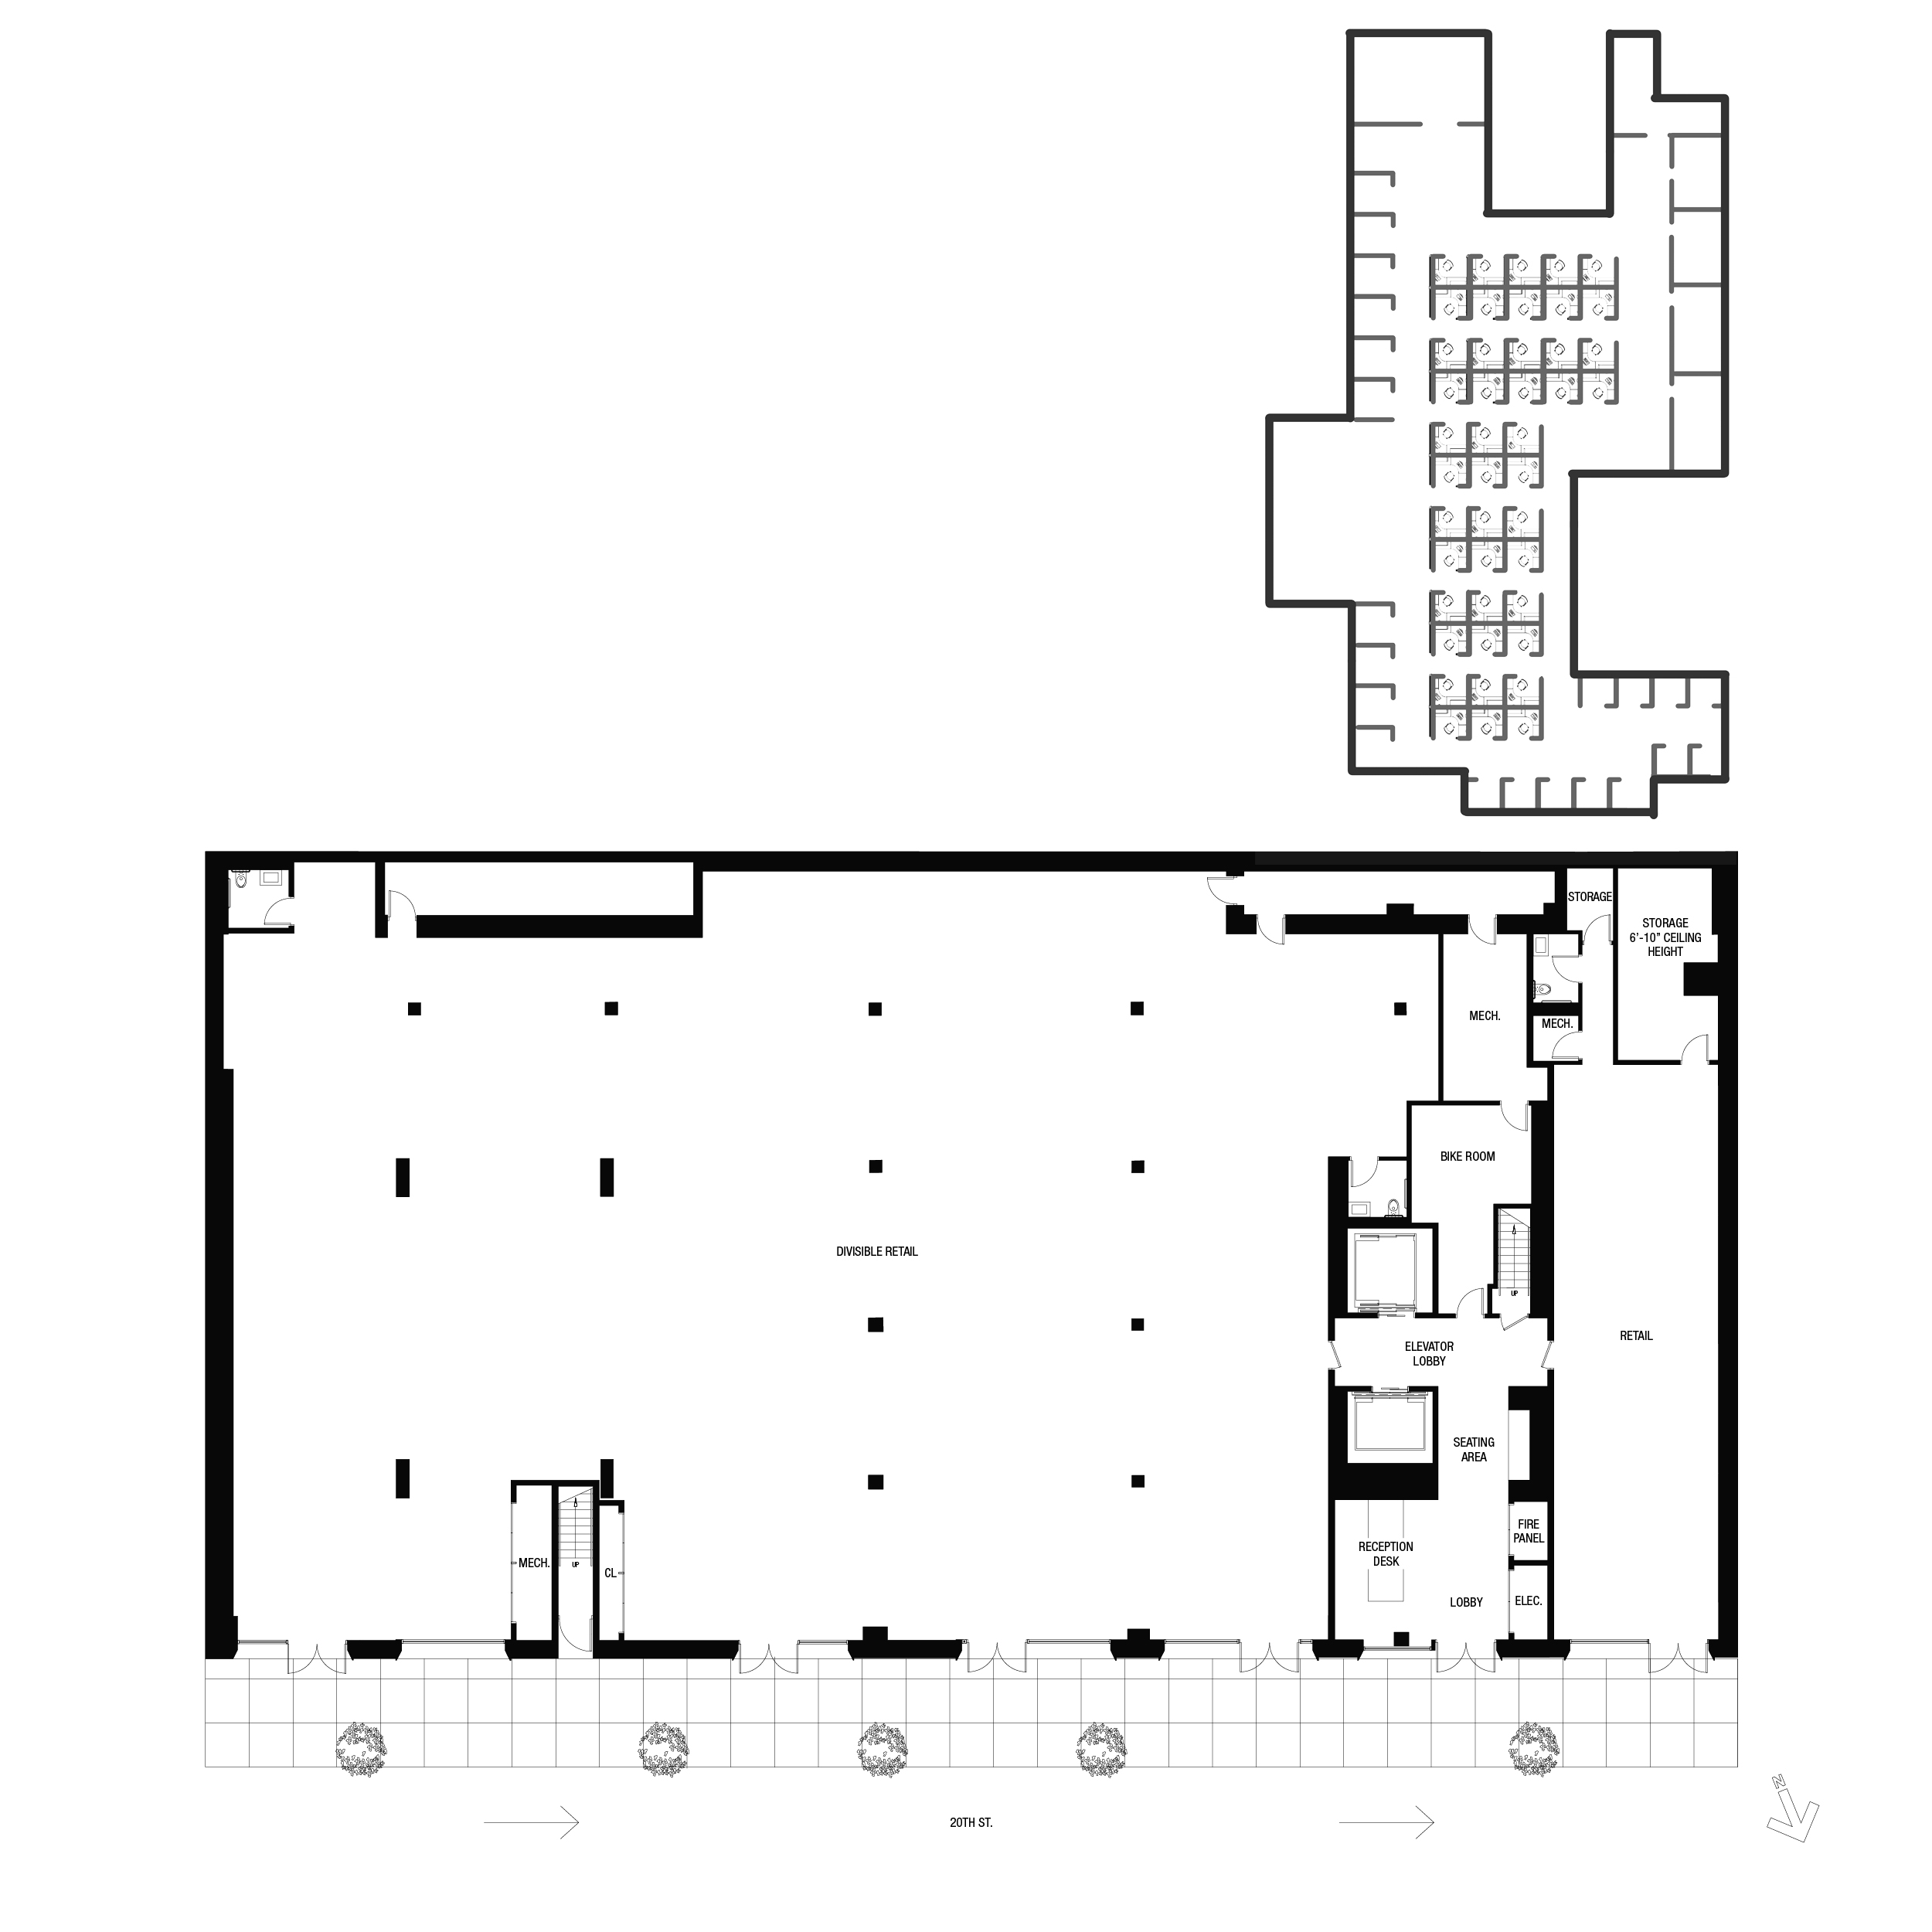 STORAGE
STORAGE
6'-10" CEILING
HEIGHT
MECH.
MECH.
BIKE ROOM
DIVISIBLE RETAIL
UP
ELEVATOR
LOBBY
RETAIL
SEATING
AREA
FIRE
PANEL
RECEPTION
DESK
MECH.
UP
CL
ELEC.
LOBBY
N
20TH ST.